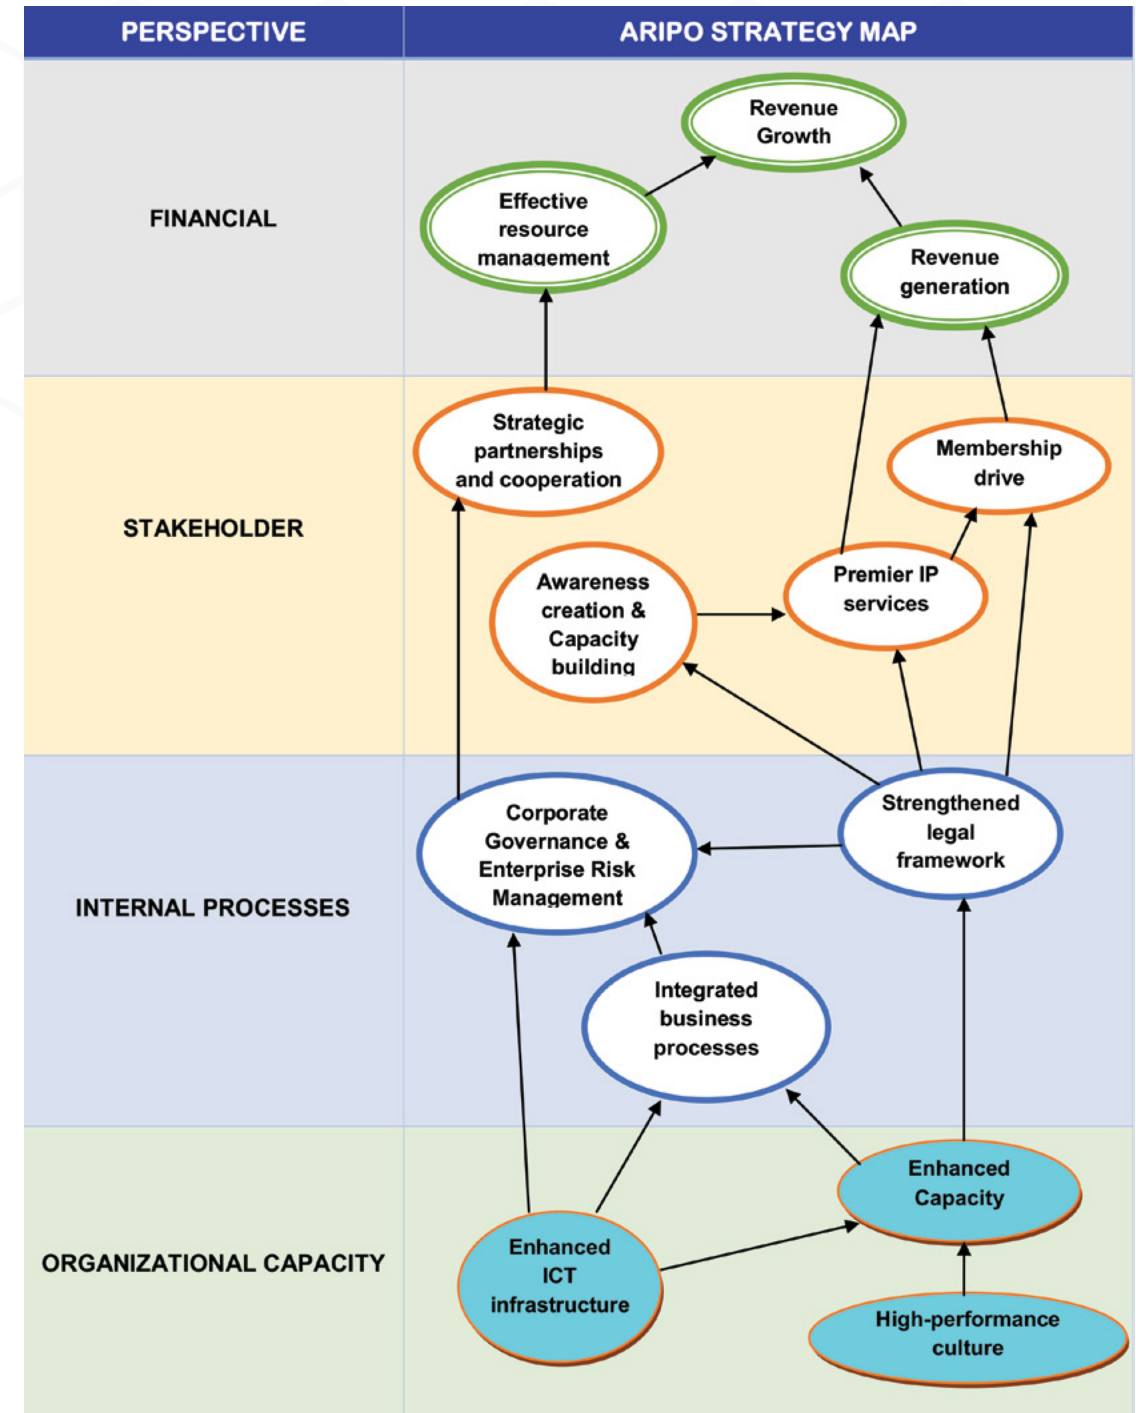 PERSPECTIVE
ARIPO STRATEGY MAP
FINANCIAL
Revenue
Growth
Effective
resource
management
Revenue
generation
STAKEHOLDER
Strategic
partnerships
and cooperation
Membership
drive
Awareness
creation &
Capacity
building
Premier IP
services
INTERNAL PROCESSES
Corporate
Governance &
Enterprise Risk
Management
Strengthened
legal
framework
Integrated
business
processes
ORGANIZATIONAL CAPACITY
Enhanced
Capacity
Enhanced
ICT
infrastructure
High-performance
culture